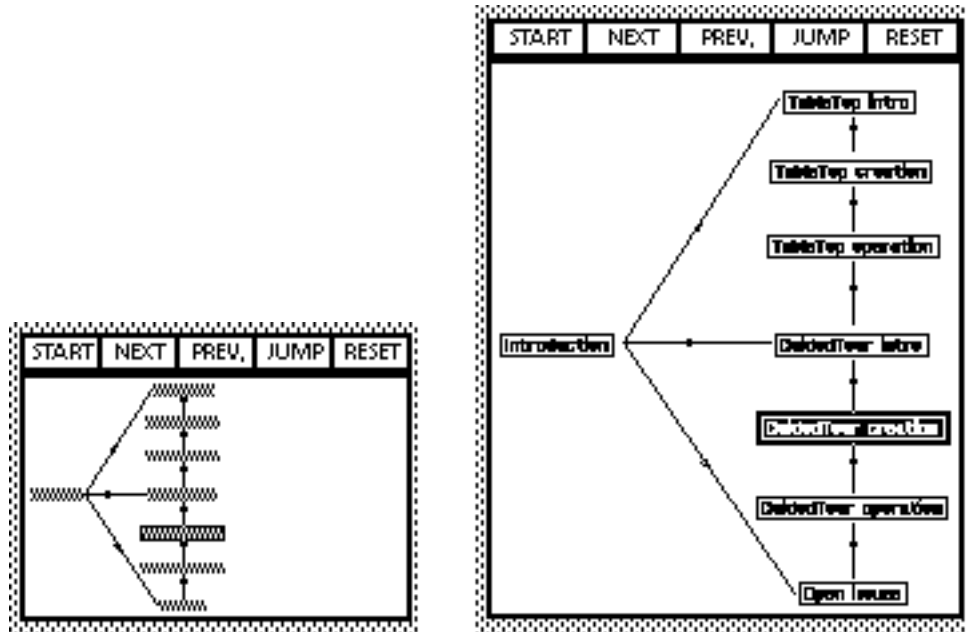 START NEXT PREV. JUMP RESET
TableTop Intro
TableTop creation
TableTop operation
Introduction
GuidedTour Intro
GuidedTour creation
GuidedTour operation
Open Issues
START NEXT PREV. JUMP RESET